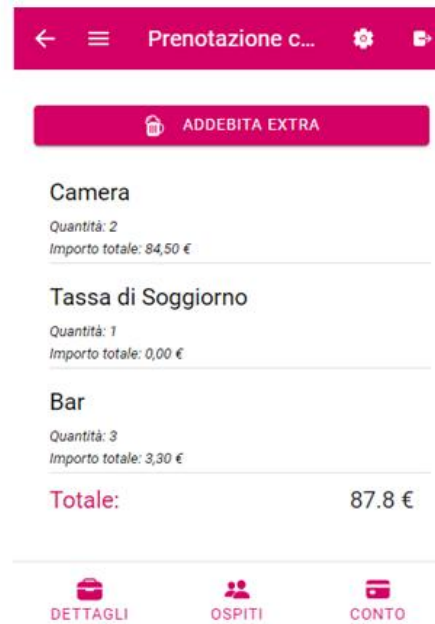 Prenotazione c...
ADDEBITA EXTRA
Camera
Quantità: 2
Importo totale: 84,50 €
Tassa di Soggiorno
Quantità: 1
Importo totale: 0,00 €
Bar
Quantità: 3
Importo totale: 3,30 €
Totale: 87.8 €
DETTAGLI OSPITI CONTO